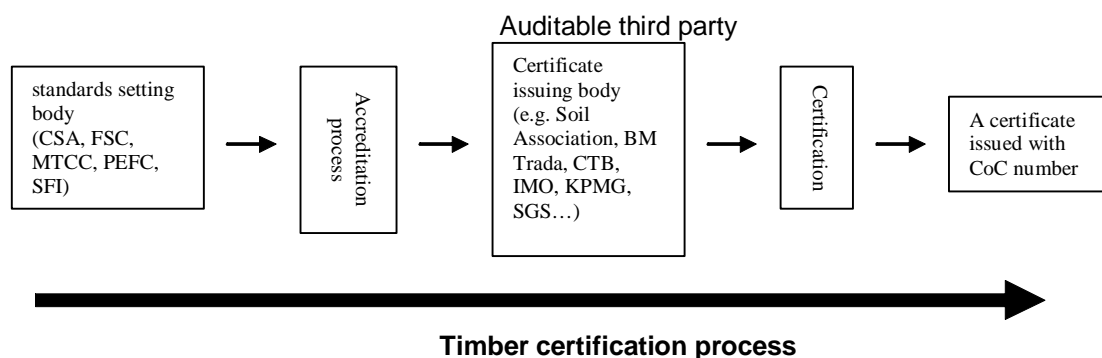 Auditable third party
standards setting
body
(CSA, FSC,
MTCC, PEFC,
SFI)
Accreditation
process
Certificate
issuing body
(e.g. Soil
Association, BM
Trada, CTB,
IMO, KPMG,
SGS…)
Certification
A certificate
issued with
CoC number
Timber certification process